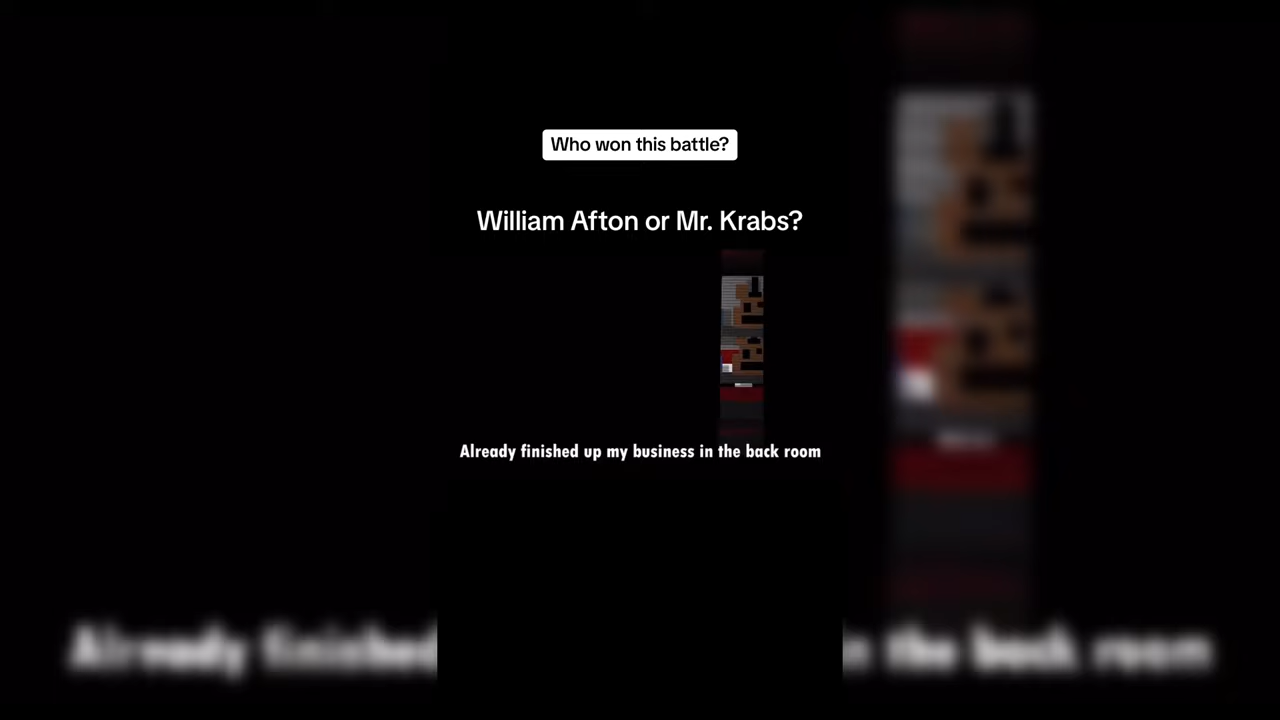 Who won this battle?
William Afton or Mr. Krabs?
Already finished up my business in the back room